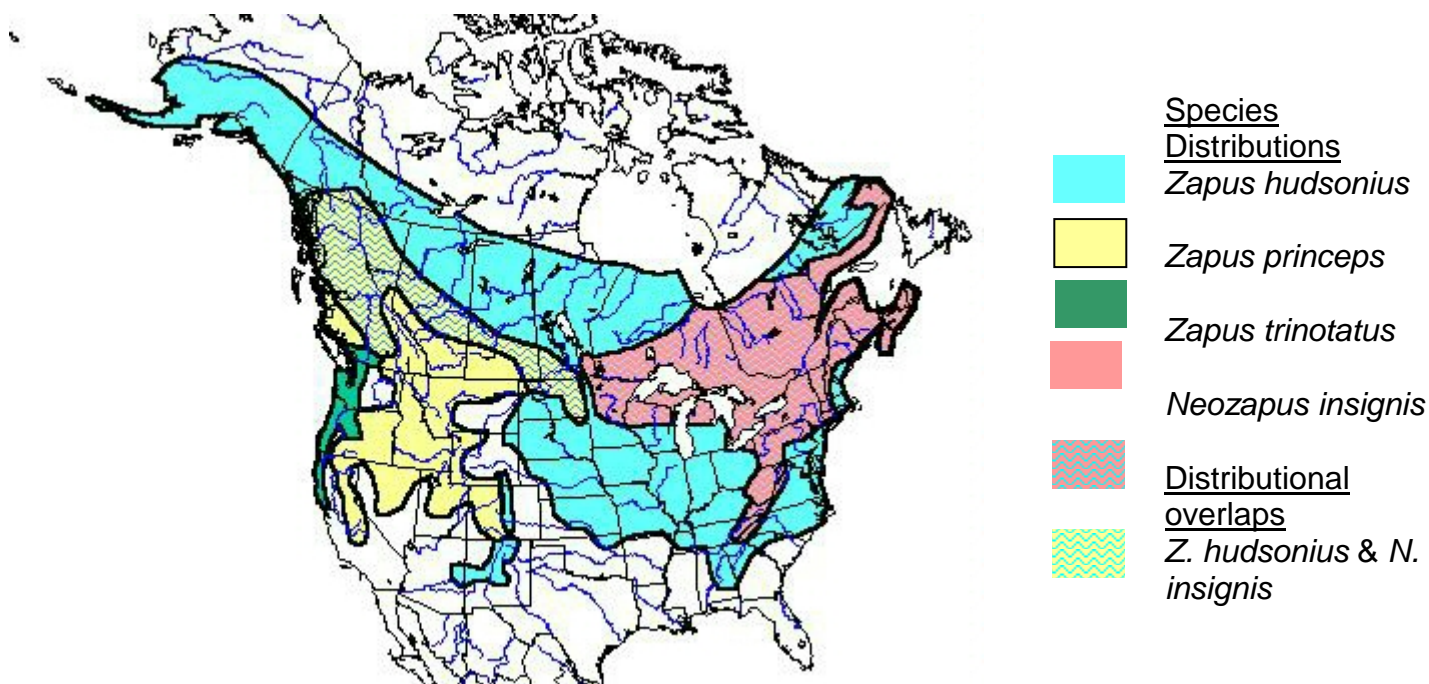 Species
Distributions
Zapus hudsonius
Zapus princeps
Zapus trinotatus
Neozapus insignis
Distributional
overlaps
Z. hudsonius & N.
insignis